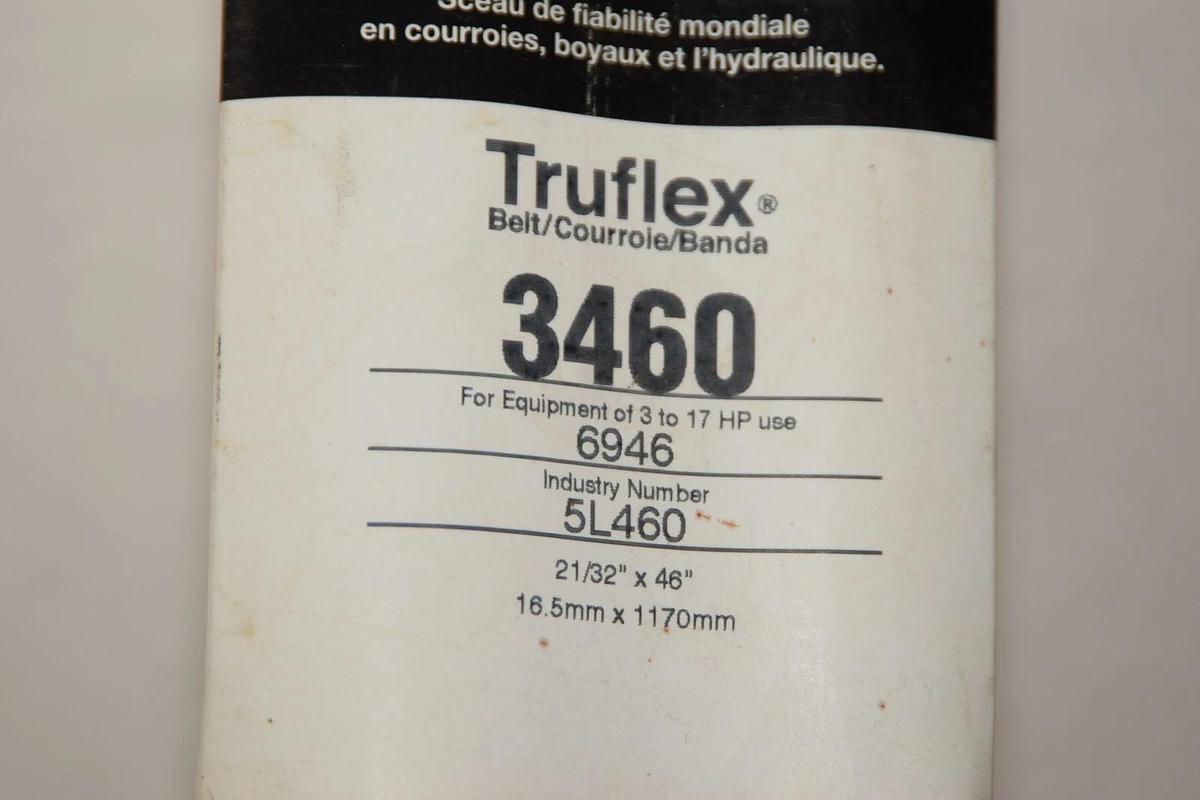 Sceau de fiabilité mondiale
en courroies, boyaux et l'hydraulique.
Truflex®
Belt/Courroie/Banda
3460
For Equipment of 3 to 17 HP use
6946
Industry Number
5L460
21/32" x 46"
16.5mm x 1170mm